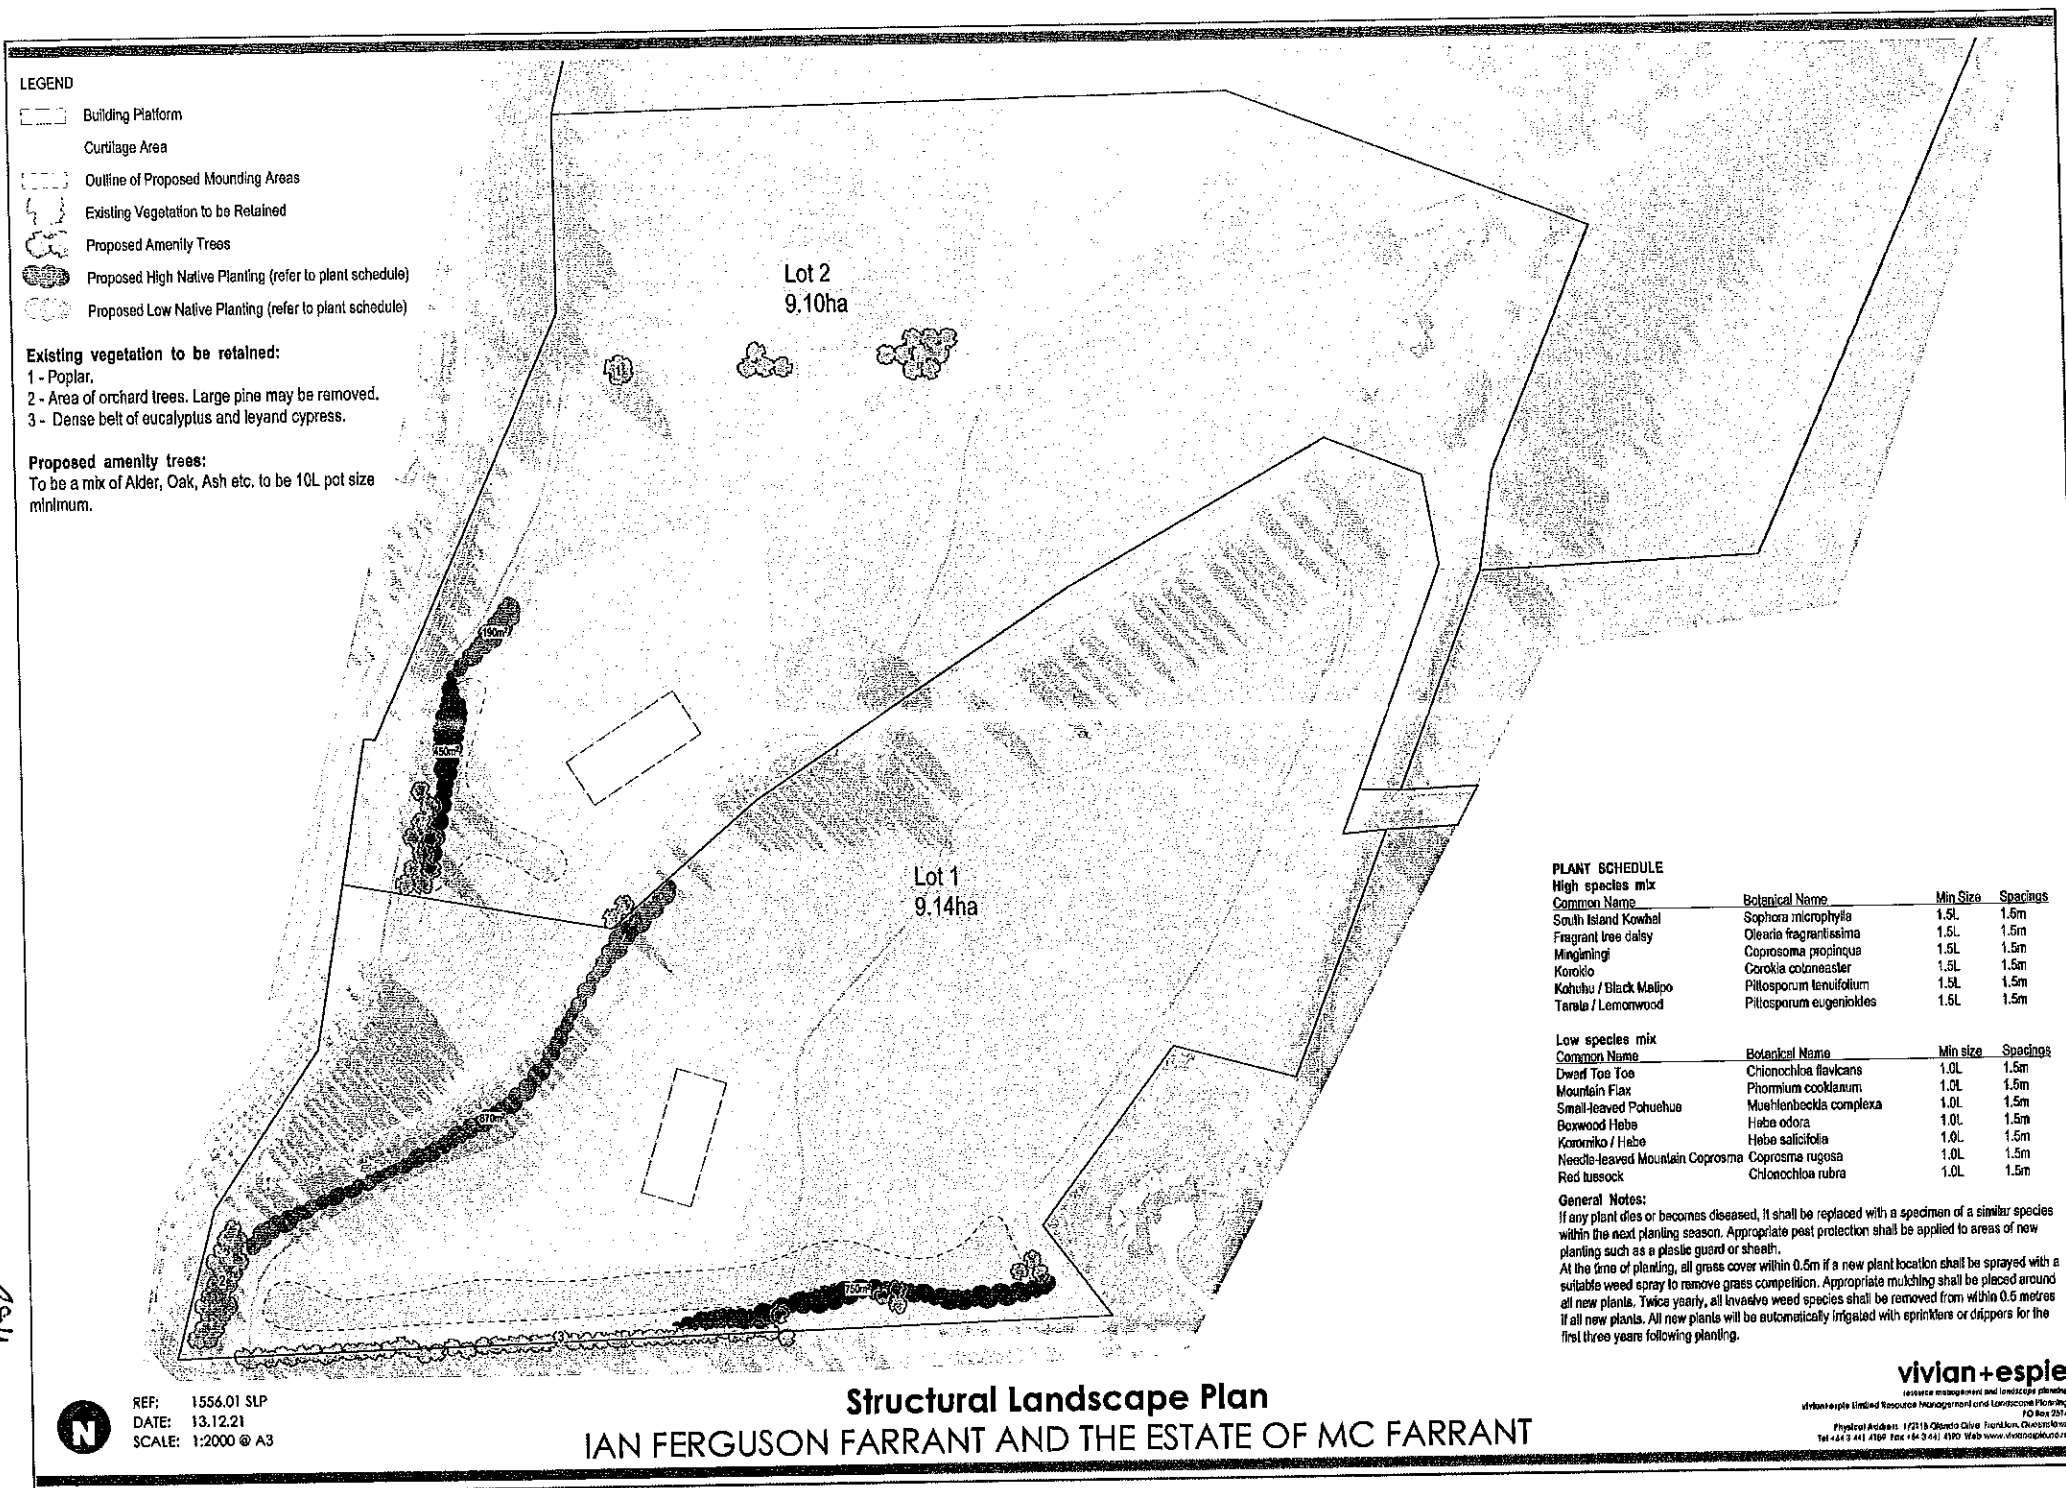 LEGEND
Building Platform
Curtilage Area
Outline of Proposed Mounding Areas
Existing Vegetation to be Retained
Proposed Amenity Trees
Proposed High Native Planting (refer to plant schedule)
Proposed Low Native Planting (refer to plant schedule)
Existing vegetation to be retained:
1 - Poplar.
2 - Area of orchard trees. Large pine may be removed.
3 - Dense belt of eucalyptus and leyand cypress.
Proposed amenity trees:
To be a mix of Alder, Oak, Ash etc. to be 10L pot size
minimum.
Lot 2
9.10ha
190m²
450m²
Lot 1
9.14ha
870m²
2
750m²
PLANT SCHEDULE
High species mix
Common Name Botanical Name Min Size Spacings
South Island Kowhai Sophora microphylla 1.5L 1.5m
Fragrant tree daisy Olearia fragrantissima 1.5L 1.5m
Mingimingi Coprosoma propinqua 1.5L 1.5m
Korokio Corokia cotoneaster 1.5L 1.5m
Kohuhu / Black Matipo Pittosporum tenuifolium 1.5L 1.5m
Tarata / Lemonwood Pittosporum eugenioides 1.5L 1.5m
Low species mix
Common Name Botanical Name Min size Spacings
Dwarf Toe Toe Chionochloa flavicans 1.0L 1.5m
Mountain Flax Phormium cookianum 1.0L 1.5m
Small-leaved Pohuehue Muehlenbeckia complexa 1.0L 1.5m
Boxwood Hebe Hebe odora 1.0L 1.5m
Koromiko / Hebe Hebe salicifolia 1.0L 1.5m
Needle-leaved Mountain Coprosma Coprosma rugosa 1.0L 1.5m
Red tussock Chionochloa rubra 1.0L 1.5m
General Notes:
If any plant dies or becomes diseased, it shall be replaced with a specimen of a similar species
within the next planting season. Appropriate pest protection shall be applied to areas of new
planting such as a plastic guard or sheath.
At the time of planting, all grass cover within 0.5m if a new plant location shall be sprayed with a
suitable weed spray to remove grass competition. Appropriate mulching shall be placed around
all new plants. Twice yearly, all invasive weed species shall be removed from within 0.5 metres
if all new plants. All new plants will be automatically irrigated with sprinklers or drippers for the
first three years following planting.
N
REF: 1556.01 SLP
DATE: 13.12.21
SCALE: 1:2000 @ A3
Structural Landscape Plan
IAN FERGUSON FARRANT AND THE ESTATE OF MC FARRANT
vivian+espie
resource management and landscape planning
vivian+espie Limited Resource Management and Landscape Planning